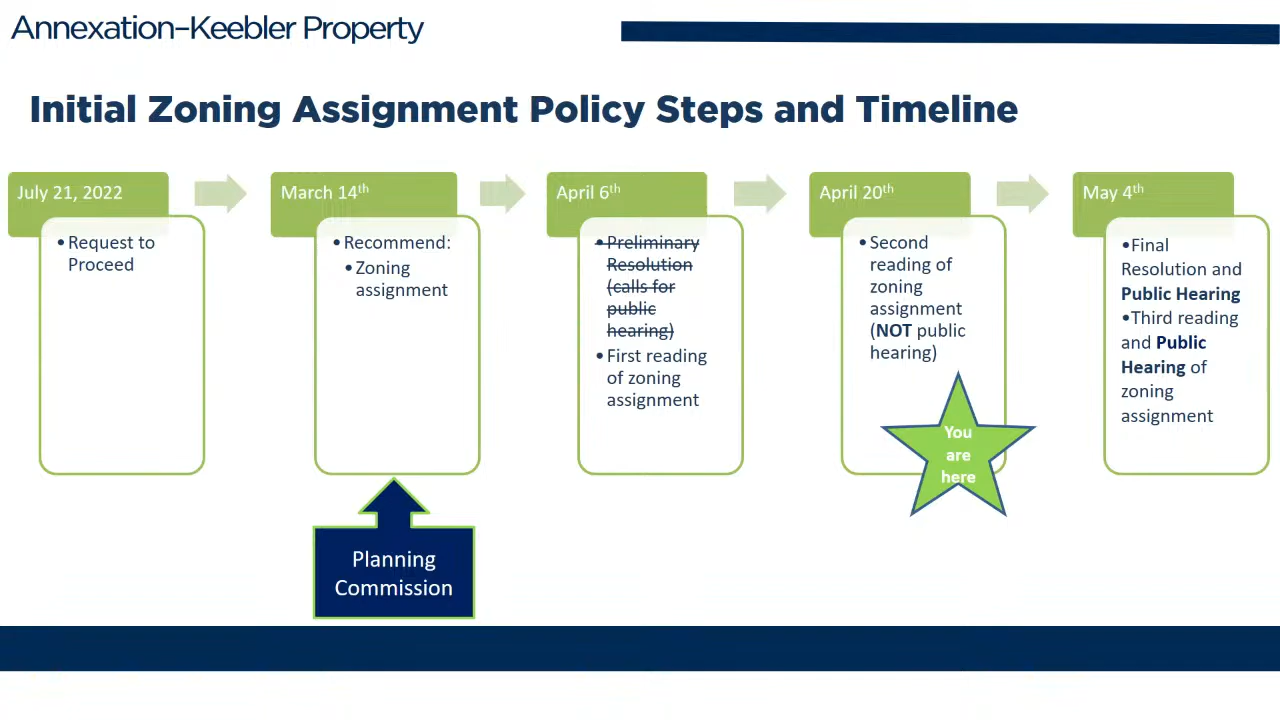 Annexation–Keebler Property
Initial Zoning Assignment Policy Steps and Timeline
July 21, 2022
•Request to
Proceed
March 14th
•Recommend:
•Zoning
assignment
Planning
Commission
April 6th
•Preliminary
Resolution
(calls for
public
hearing)
•First reading
of zoning
assignment
April 20th
•Second
reading of
zoning
assignment
(NOT public
hearing)
You
are
here
May 4th
•Final
Resolution and
Public Hearing
•Third reading
and Public
Hearing of
zoning
assignment